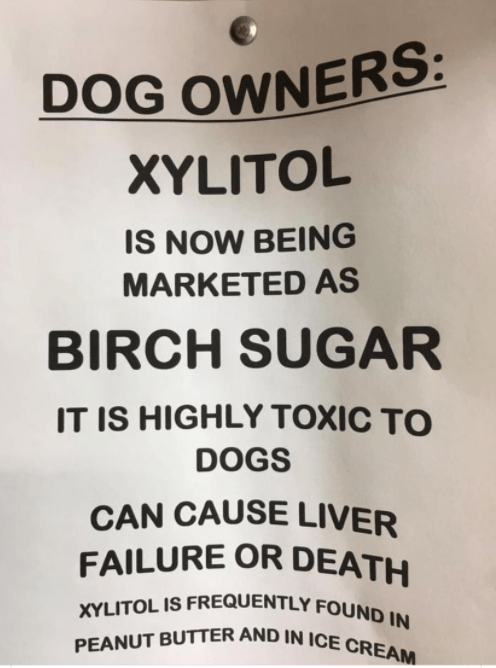 DOG OWNERS:
XYLITOL
IS NOW BEING
MARKETED AS
BIRCH SUGAR
IT IS HIGHLY TOXIC TO
DOGS
CAN CAUSE LIVER
FAILURE OR DEATH
XYLITOL IS FREQUENTLY FOUND IN
PEANUT BUTTER AND IN ICE CREAM